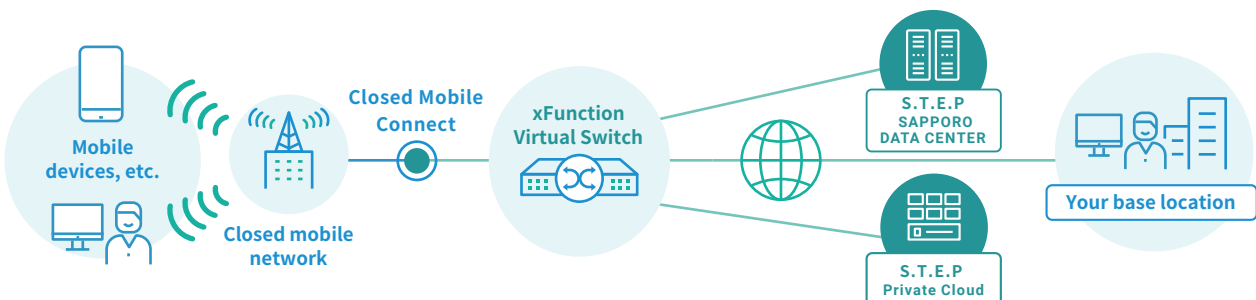 Mobile
devices, etc.
Closed mobile
network
Closed Mobile
Connect
xFunction
Virtual Switch
S.T.E.P
SAPPORO
DATA CENTER
S.T.E.P
Private Cloud
Your base location